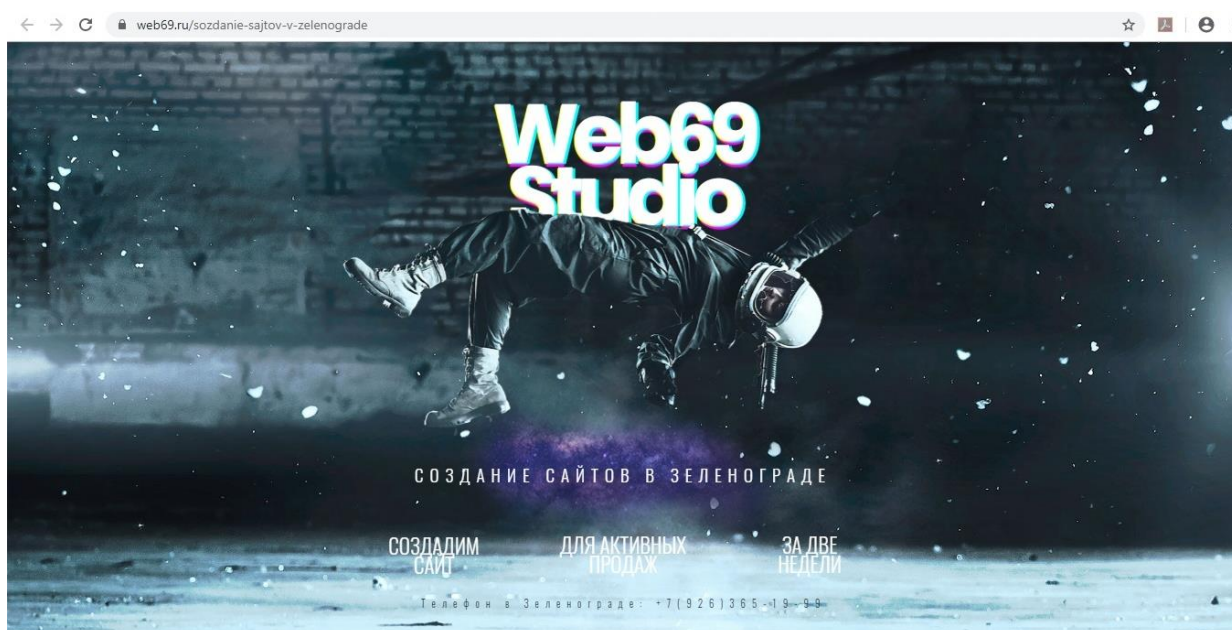 web69.ru/sozdanie-sajtov-v-zelenograde
Web69
Studio
СОЗДАНИЕ САЙТОВ В ЗЕЛЕНОГРАДЕ
СОЗДАДИМ
САЙТ
ДЛЯ АКТИВНЫХ
ПРОДАЖ
ЗА ДВЕ
НЕДЕЛИ
Телефон в Зеленограде: +7(926)365-19-99